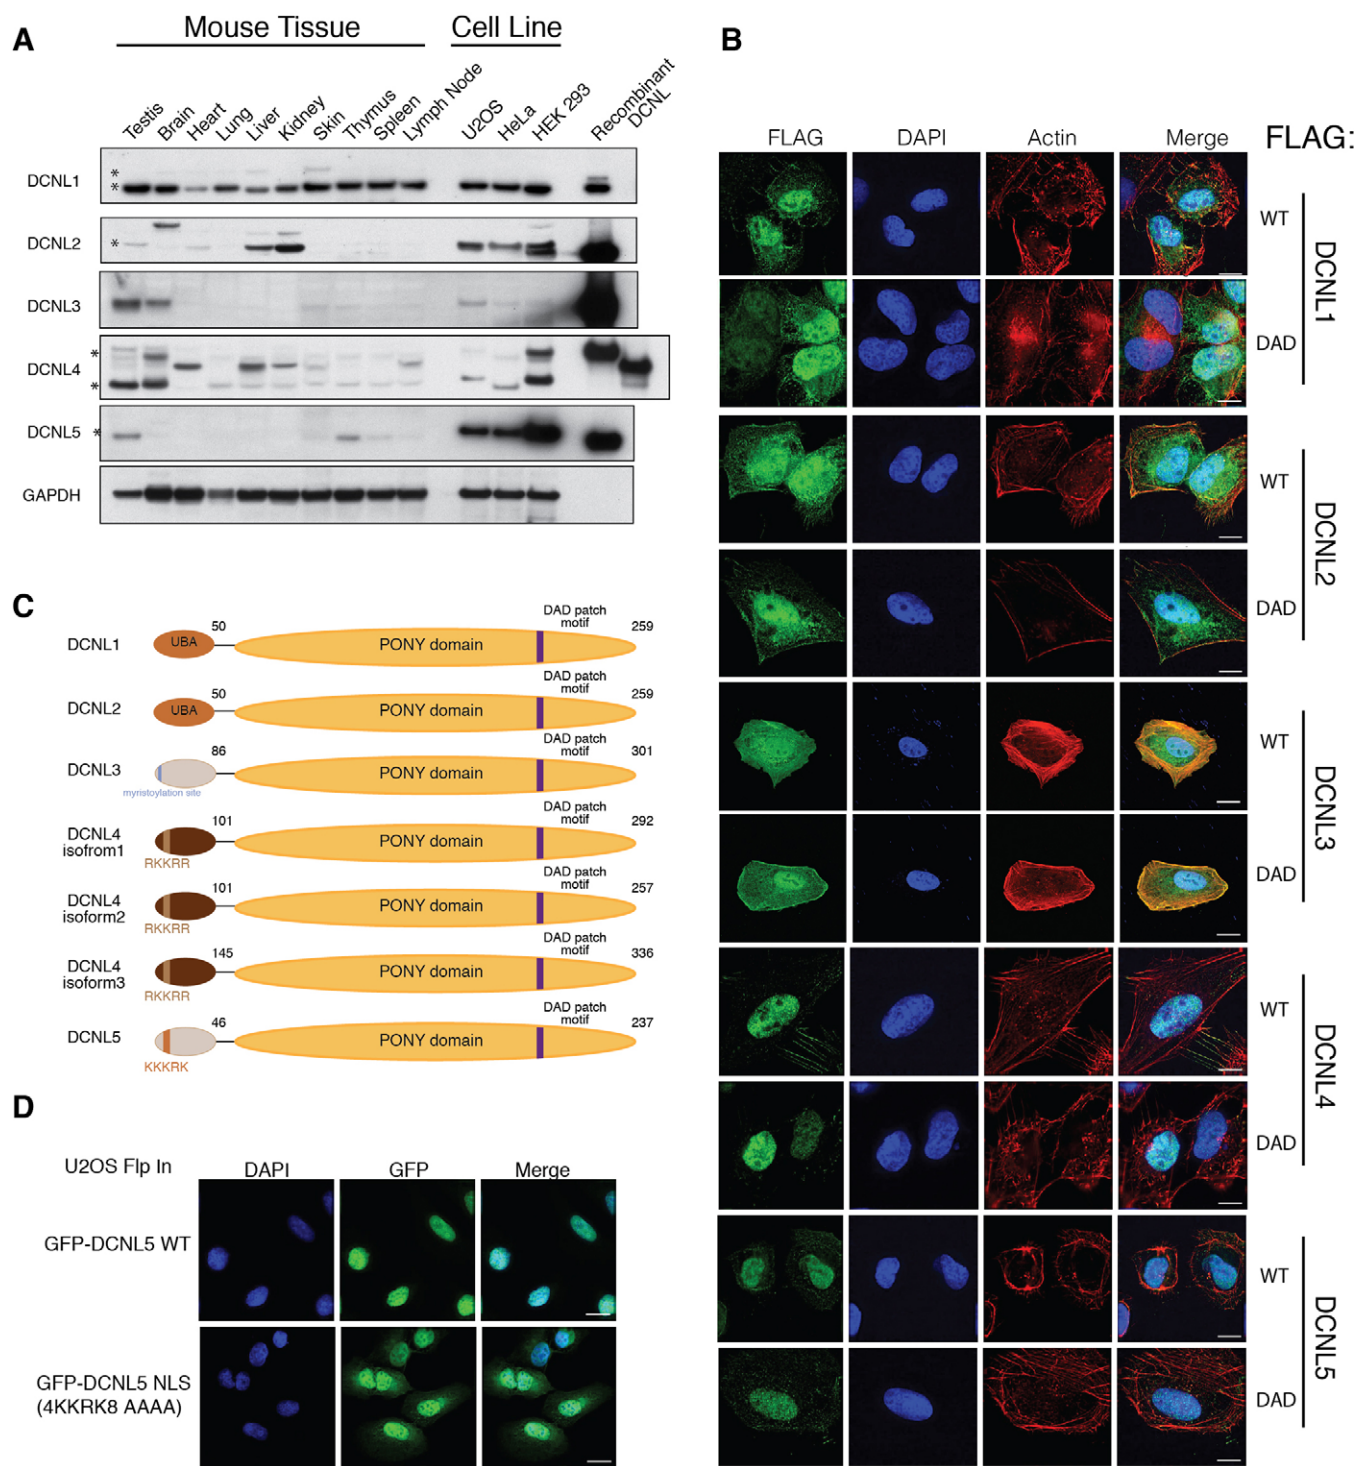 A
Mouse Tissue
Cell Line
Testis
Brain
Heart
Lung
Liver
Kidney
Skin
Thymus
Spleen
Lymph Node
U2OS
HeLa
HEK 293
Recombinant
DCNL
DCNL1
*
*
DCNL2
*
DCNL3
DCNL4
*
*
DCNL5
*
GAPDH
B
FLAG
DAPI
Actin
Merge
FLAG:
WT
DAD
DCNL1
WT
DAD
DCNL2
WT
DAD
DCNL3
WT
DAD
DCNL4
WT
DAD
DCNL5
C
DCNL1
UBA
50
PONY domain
DAD patch
motif
259
DCNL2
UBA
50
PONY domain
DAD patch
motif
259
DCNL3
86
myristoylation site
PONY domain
DAD patch
motif
301
DCNL4
isofrom1
101
RKKRR
PONY domain
DAD patch
motif
292
DCNL4
isoform2
101
RKKRR
PONY domain
DAD patch
motif
257
DCNL4
isoform3
145
RKKRR
PONY domain
DAD patch
motif
336
DCNL5
46
KKKRK
PONY domain
DAD patch
motif
237
D
U2OS Flp In
DAPI
GFP
Merge
GFP-DCNL5 WT
GFP-DCNL5 NLS
(4KKRK8 AAAA)